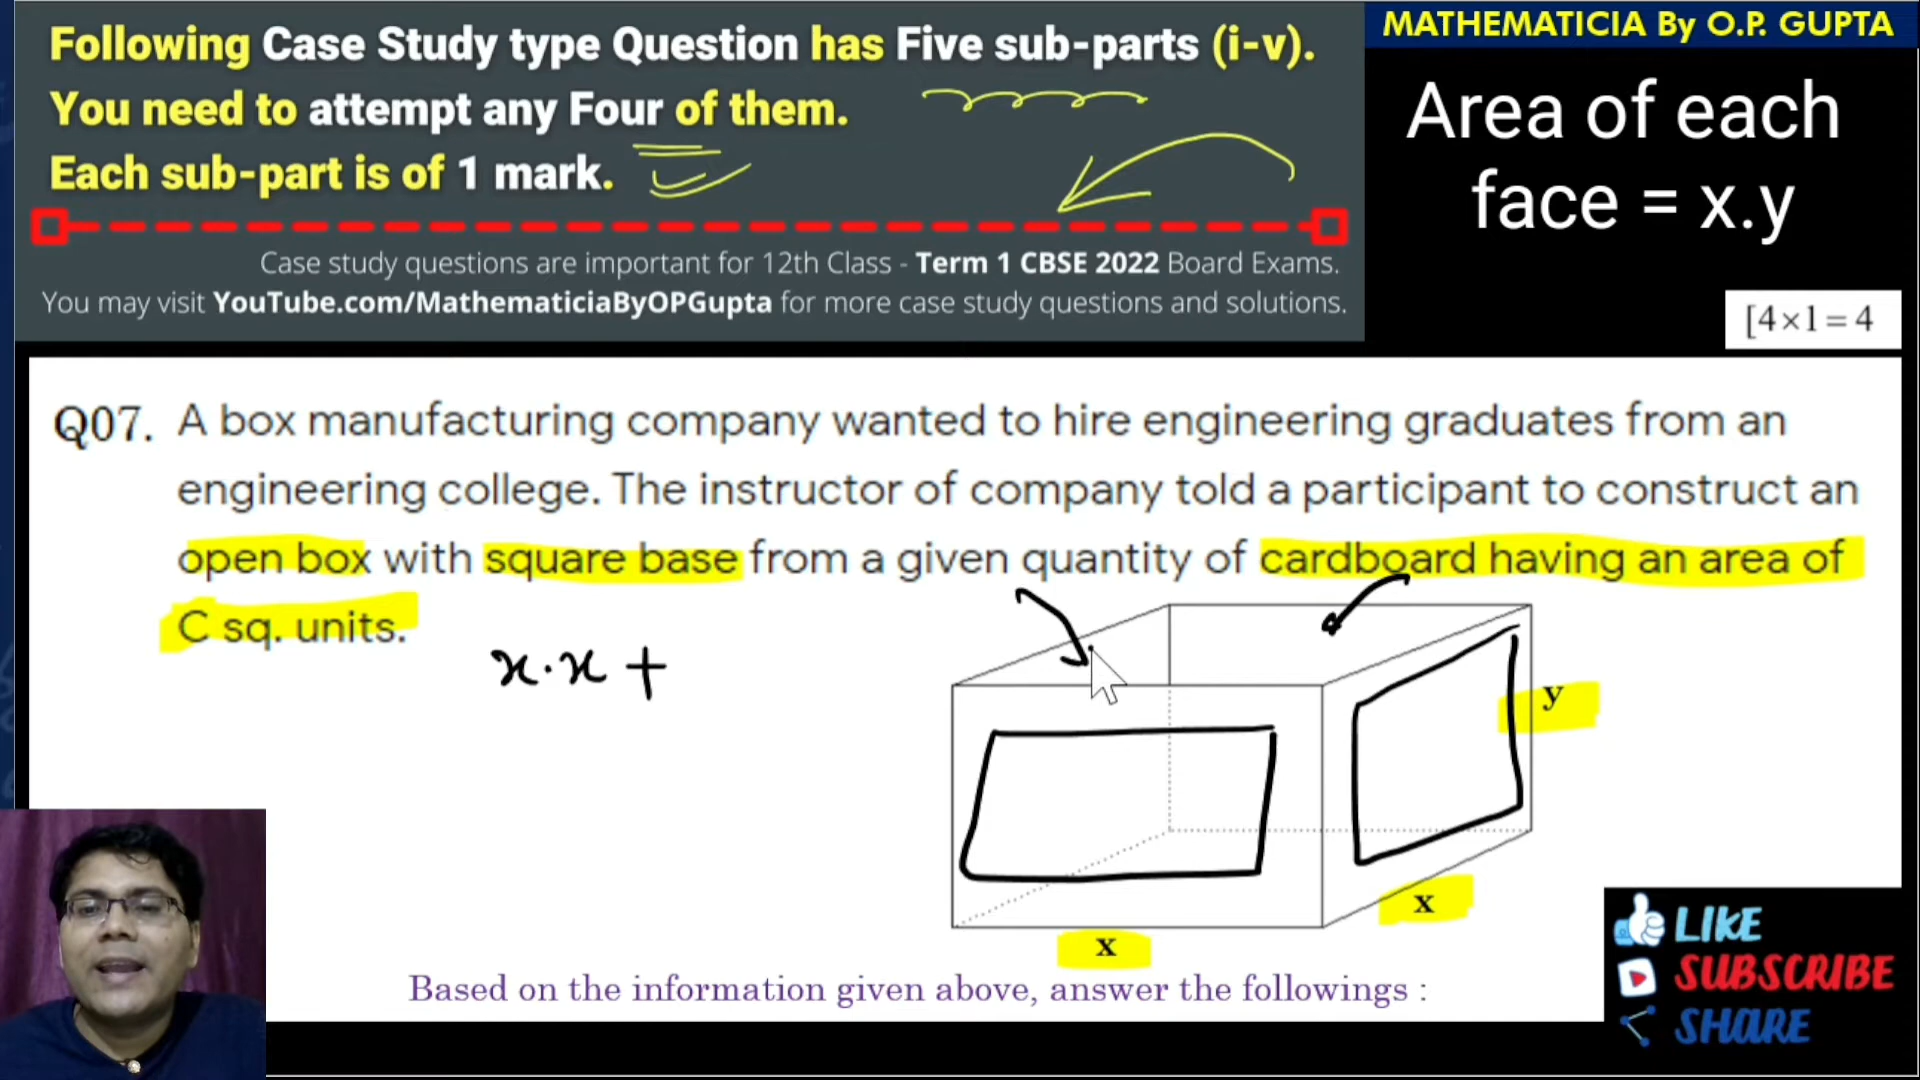 Following Case Study type Question has Five sub-parts (i-v).
You need to attempt any Four of them.
Each sub-part is of 1 mark.
Case study questions are important for 12th Class - Term 1 CBSE 2022 Board Exams.
You may visit YouTube.com/MathematiciaByOPGupta for more case study questions and solutions.
MATHEMATICIA By O.P. GUPTA
Area of each
face = x.y
[4×1=4
Q07. A box manufacturing company wanted to hire engineering graduates from an
engineering college. The instructor of company told a participant to construct an
open box with square base from a given quantity of cardboard having an area of
C sq. units.
x·x +
y
x
x
Based on the information given above, answer the followings :
LIKE
SUBSCRIBE
SHARE